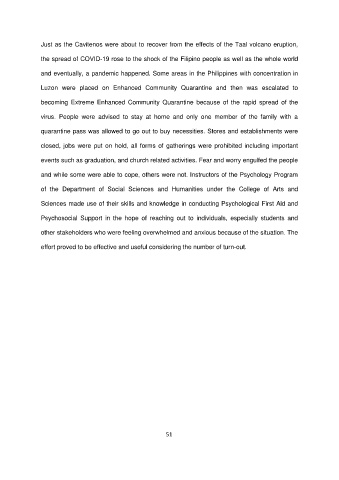 Just as the Caviteños were about to recover from the effects of the Taal volcano eruption,
the spread of COVID-19 rose to the shock of the Filipino people as well as the whole world
and eventually, a pandemic happened. Some areas in the Philippines with concentration in
Luzon were placed on Enhanced Community Quarantine and then was escalated to
becoming Extreme Enhanced Community Quarantine because of the rapid spread of the
virus. People were advised to stay at home and only one member of the family with a
quarantine pass was allowed to go out to buy necessities. Stores and establishments were
closed, jobs were put on hold, all forms of gatherings were prohibited including important
events such as graduation, and church related activities. Fear and worry engulfed the people
and while some were able to cope, others were not. Instructors of the Psychology Program
of the Department of Social Sciences and Humanities under the College of Arts and
Sciences made use of their skills and knowledge in conducting Psychological First Aid and
Psychosocial Support in the hope of reaching out to individuals, especially students and
other stakeholders who were feeling overwhelmed and anxious because of the situation. The
effort proved to be effective and useful considering the number of turn-out.
51